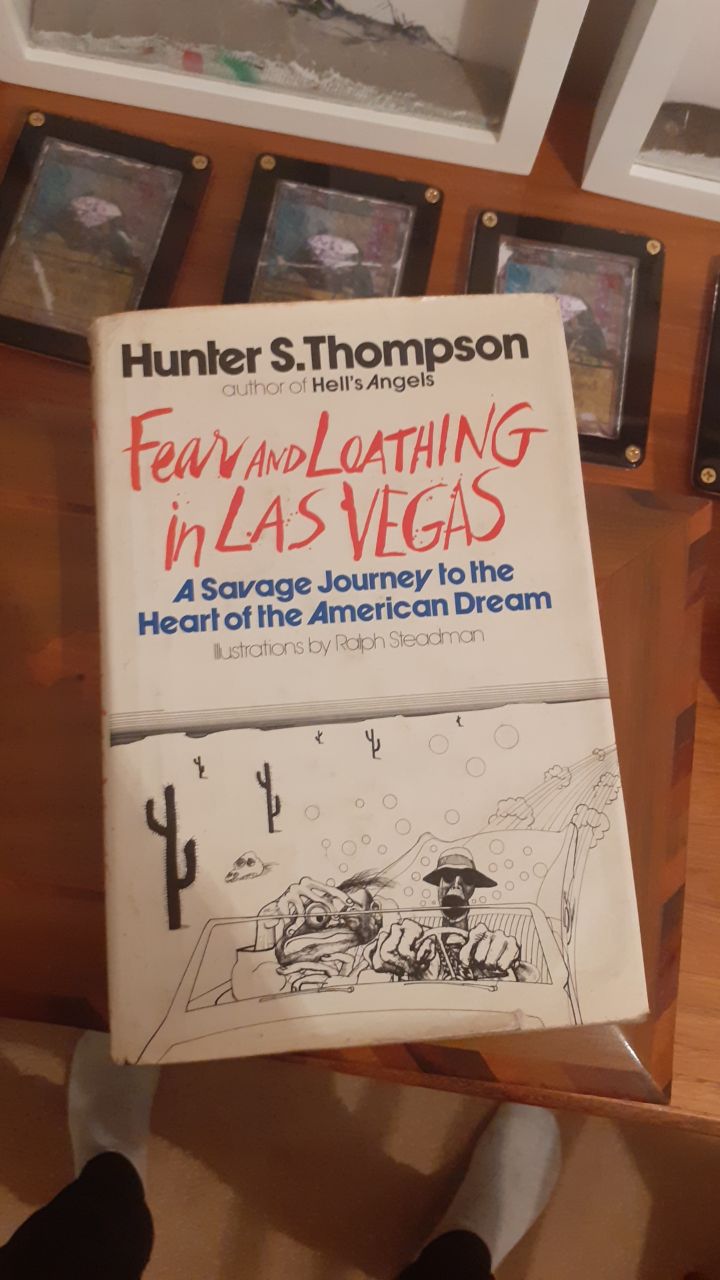 Hunter S.Thompson
author of Hell's Angels
Fear AND LOATHING
in LAS VEGAS
A Savage Journey to the
Heart of the American Dream
Illustrations by Ralph Steadman